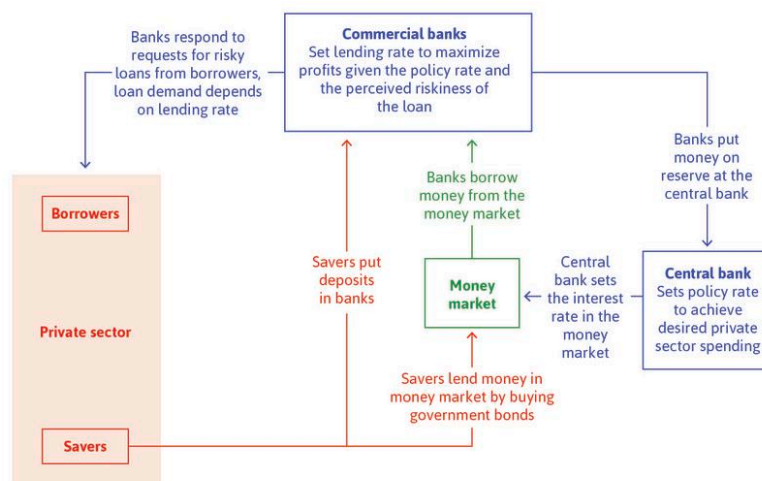 Commercial banks
Set lending rate to maximize
profits given the policy rate and
the perceived riskiness of
the loan
Banks respond to
requests for risky
loans from borrowers,
loan demand depends
on lending rate
Banks put
money on
reserve at the
central bank
Banks borrow
money from the
money market
Borrowers
Private sector
Savers
Savers put
deposits
in banks
Money
market
Central
bank sets
the interest
rate in the
money
market
Central bank
Sets policy rate
to achieve
desired private
sector spending
Savers lend money in
money market by buying
government bonds